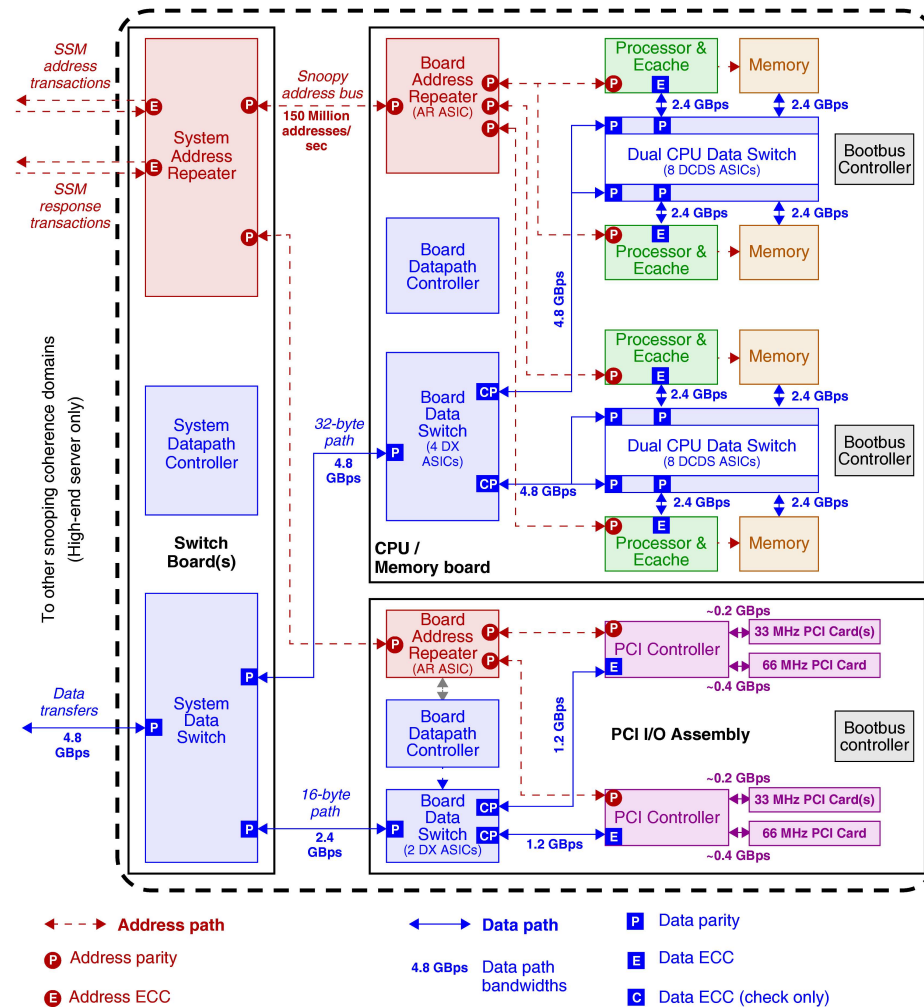 SSM
address
transactions
E
E
SSM
response
transactions
System
Address
Repeater
P
P
Snoopy
address bus
150 Million
addresses/
sec
P
Board
Address
Repeater
(AR ASIC)
P
P
P
Processor &
Ecache
P
E
Memory
2.4 GBps
2.4 GBps
P
P
Dual CPU Data Switch
(8 DCDS ASICs)
P
P
Bootbus
Controller
2.4 GBps
2.4 GBps
P
E
Processor &
Ecache
Memory
Board
Datapath
Controller
4.8 GBps
Processor &
Ecache
P
E
Memory
2.4 GBps
2.4 GBps
P
P
Dual CPU Data Switch
(8 DCDS ASICs)
P
P
Bootbus
Controller
2.4 GBps
2.4 GBps
P
E
Processor &
Ecache
Memory
Board
Data
Switch
(4 DX
ASICs)
P
CP
CP
4.8 GBps
CPU /
Memory board
32-byte
path
4.8
GBps
System
Datapath
Controller
Switch
Board(s)
To other snooping coherence domains
(High-end server only)
Data
transfers
4.8
GBps
P
System
Data
Switch
P
P
16-byte
path
2.4
GBps
P
Board
Address
Repeater
(AR ASIC)
P
P
Board
Datapath
Controller
P
Board
Data
Switch
(2 DX ASICs)
CP
CP
1.2 GBps
1.2 GBps
P
E
PCI Controller
~0.2 GBps
33 MHz PCI Card(s)
66 MHz PCI Card
~0.4 GBps
PCI I/O Assembly
Bootbus
controller
P
E
PCI Controller
~0.2 GBps
33 MHz PCI Card(s)
66 MHz PCI Card
~0.4 GBps
Address path
P Address parity
E Address ECC
Data path
4.8 GBps Data path
bandwidths
P Data parity
E Data ECC
C Data ECC (check only)